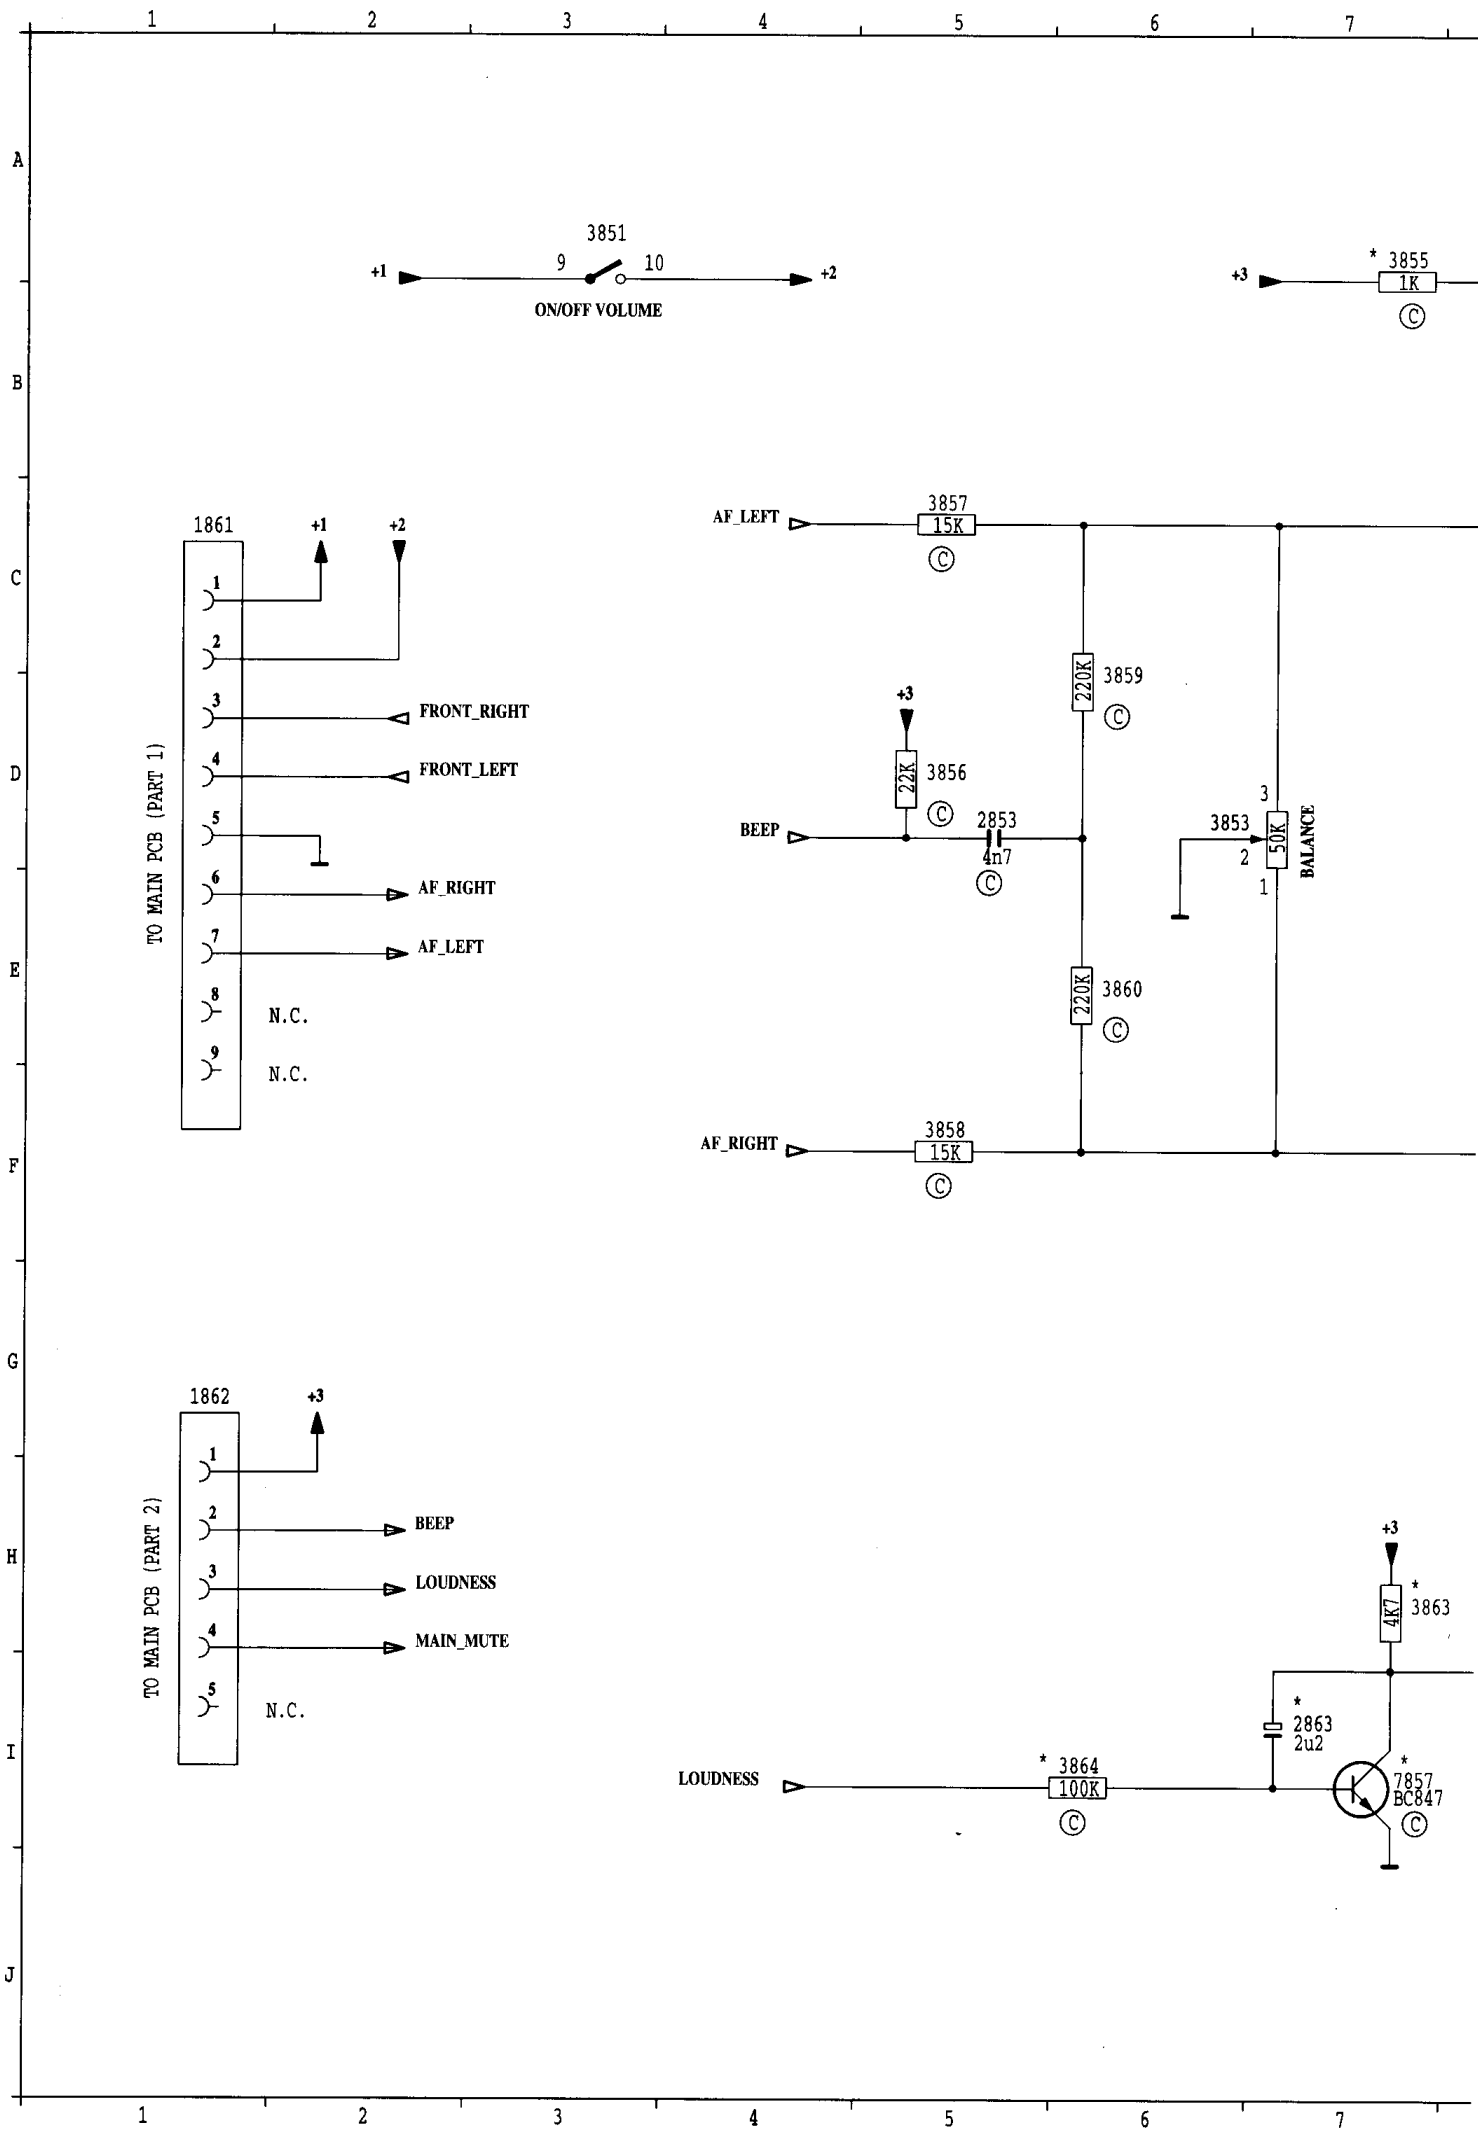 1 2 3 4 5 6 7
A
3851
9 10
+1
+2
ON/OFF VOLUME
+3
* 3855
1K
C
B
1861
+1
+2
AF_LEFT
3857
15K
C
C
1
2
3
FRONT_RIGHT
4
FRONT_LEFT
5
6
AF_RIGHT
7
AF_LEFT
8
N.C.
9
N.C.
TO MAIN PCB (PART 1)
220K
3859
C
+3
22K
3856
C
D
BEEP
2853
4n7
C
3
3853
2
50K
1
BALANCE
E
220K
3860
C
AF_RIGHT
3858
15K
C
F
G
1862
+3
1
2
BEEP
3
LOUDNESS
4
MAIN_MUTE
5
N.C.
TO MAIN PCB (PART 2)
H
+3
4K7
*
3863
*
2863
2u2
I
LOUDNESS
* 3864
100K
C
*
7857
BC847
C
J
1 2 3 4 5 6 7